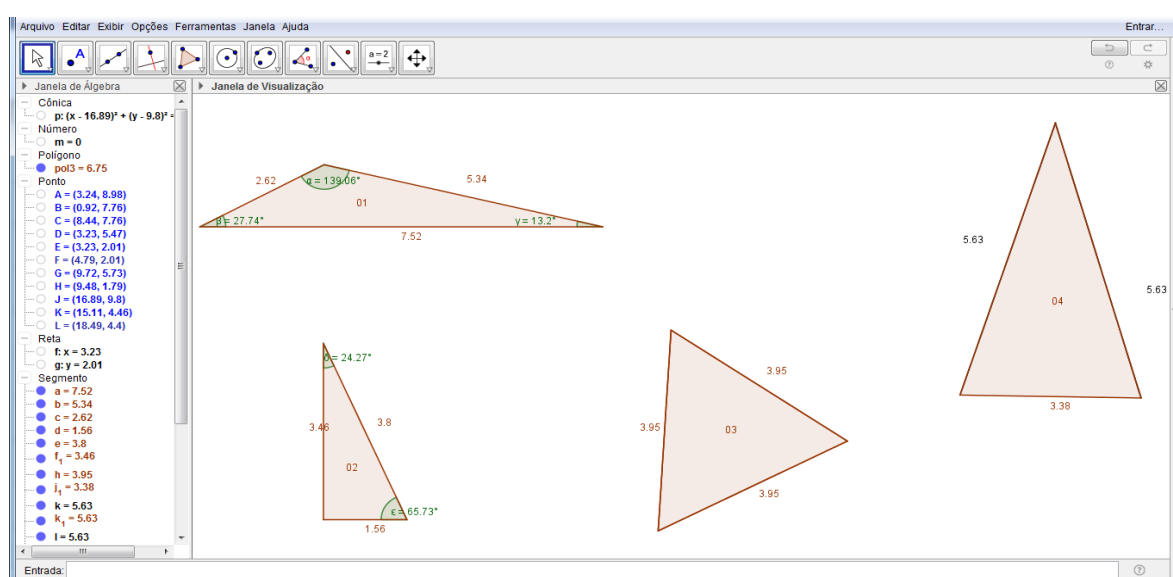 Arquivo Editar Exibir Opções Ferramentas Janela Ajuda
Entrar...
A
a=2
Janela de Álgebra
Cônica
p: (x - 16.89)² + (y - 9.8)² =
Número
m = 0
Polígono
pol3 = 6.75
Ponto
A = (3.24, 8.98)
B = (0.92, 7.76)
C = (8.44, 7.76)
D = (3.23, 5.47)
E = (3.23, 2.01)
F = (4.79, 2.01)
G = (9.72, 5.73)
H = (9.48, 1.79)
J = (16.89, 9.8)
K = (15.11, 4.46)
L = (18.49, 4.4)
Reta
f: x = 3.23
g: y = 2.01
Segmento
a = 7.52
b = 5.34
c = 2.62
d = 1.56
e = 3.8
f₁ = 3.46
h = 3.95
j₁ = 3.38
k = 5.63
k₁ = 5.63
l = 5.63
Janela de Visualização
2.62
α = 139.06°
5.34
01
β = 27.74°
γ = 13.2°
7.52
δ = 24.27°
3.46
3.8
02
ε = 65.73°
1.56
3.95
3.95
03
3.95
5.63
5.63
04
3.38
Entrada: